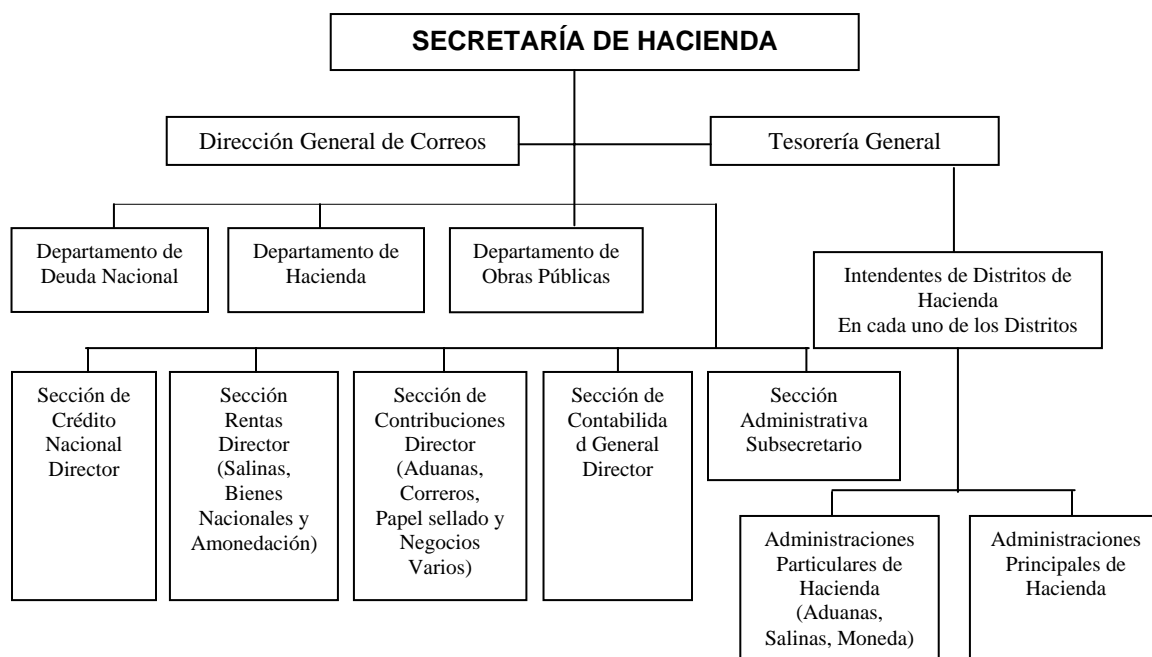 SECRETARÍA DE HACIENDA
Dirección General de Correos
Tesorería General
Departamento de
Deuda Nacional
Departamento de
Hacienda
Departamento de
Obras Públicas
Intendentes de Distritos de
Hacienda
En cada uno de los Distritos
Sección de
Crédito
Nacional
Director
Sección
Rentas
Director
(Salinas,
Bienes
Nacionales y
Amonedación)
Sección de
Contribuciones
Director
(Aduanas,
Correros,
Papel sellado y
Negocios
Varios)
Sección de
Contabilida
d General
Director
Sección
Administrativa
Subsecretario
Administraciones
Particulares de
Hacienda
(Aduanas,
Salinas, Moneda)
Administraciones
Principales de
Hacienda